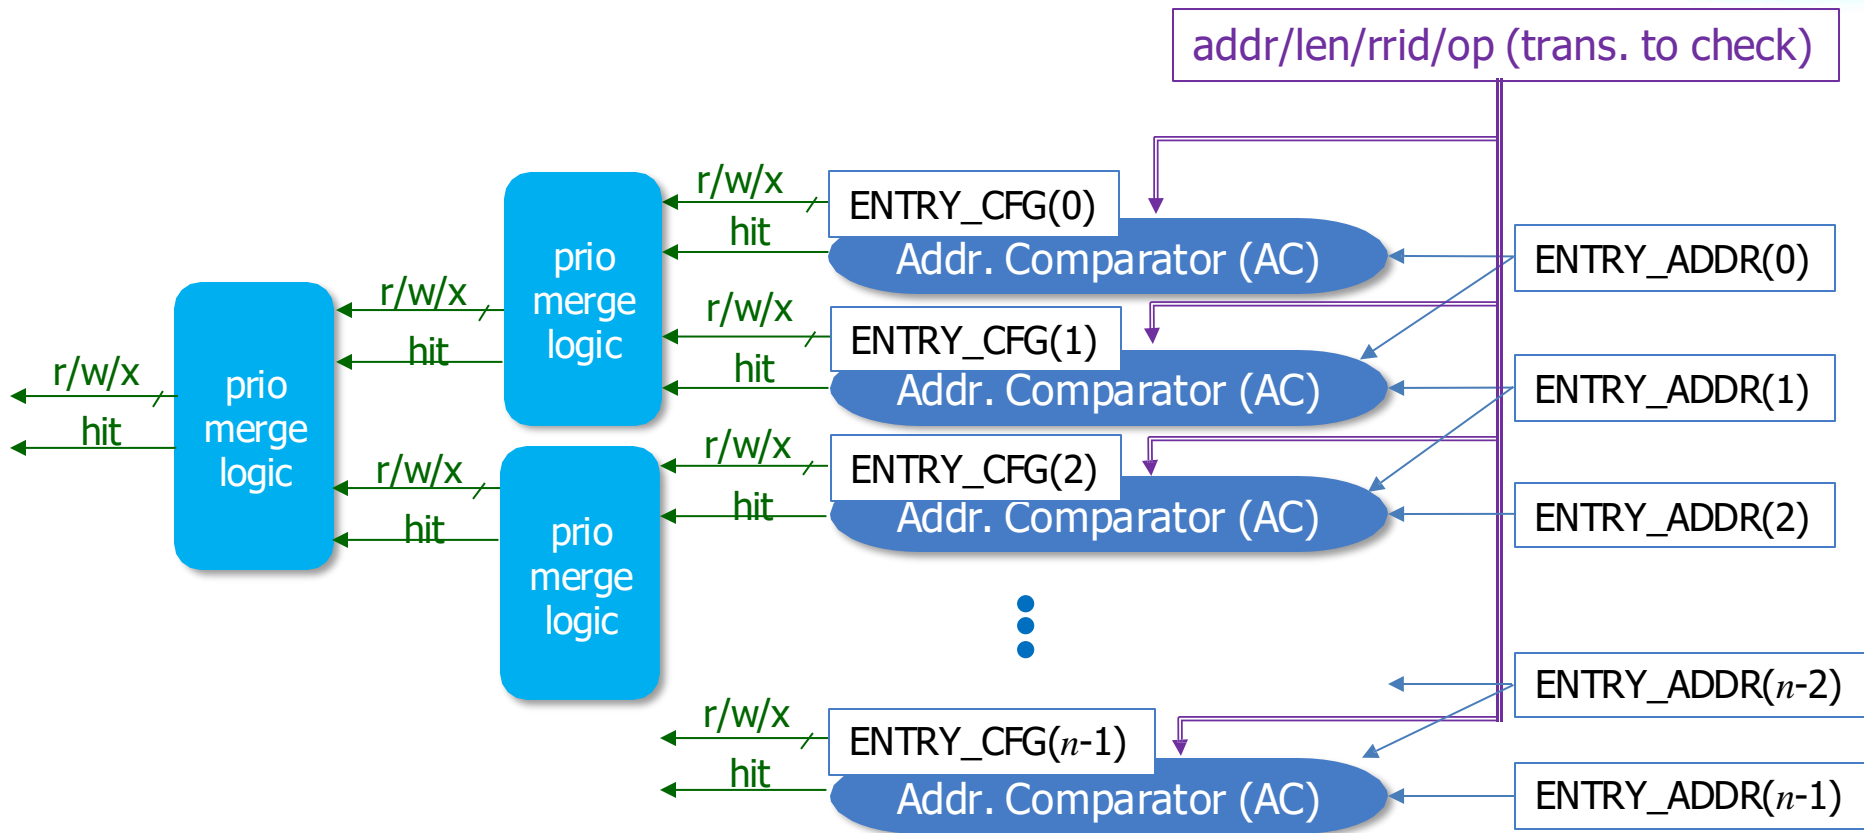 addr/len/rrid/op (trans. to check)
r/w/x
ENTRY_CFG(0)
hit
Addr. Comparator (AC)
ENTRY_ADDR(0)
prio
merge
logic
r/w/x
hit
r/w/x
ENTRY_CFG(1)
hit
Addr. Comparator (AC)
ENTRY_ADDR(1)
r/w/x
hit
prio
merge
logic
r/w/x
ENTRY_CFG(2)
hit
Addr. Comparator (AC)
ENTRY_ADDR(2)
r/w/x
hit
prio
merge
logic
ENTRY_ADDR(n-2)
r/w/x
ENTRY_CFG(n-1)
hit
Addr. Comparator (AC)
ENTRY_ADDR(n-1)